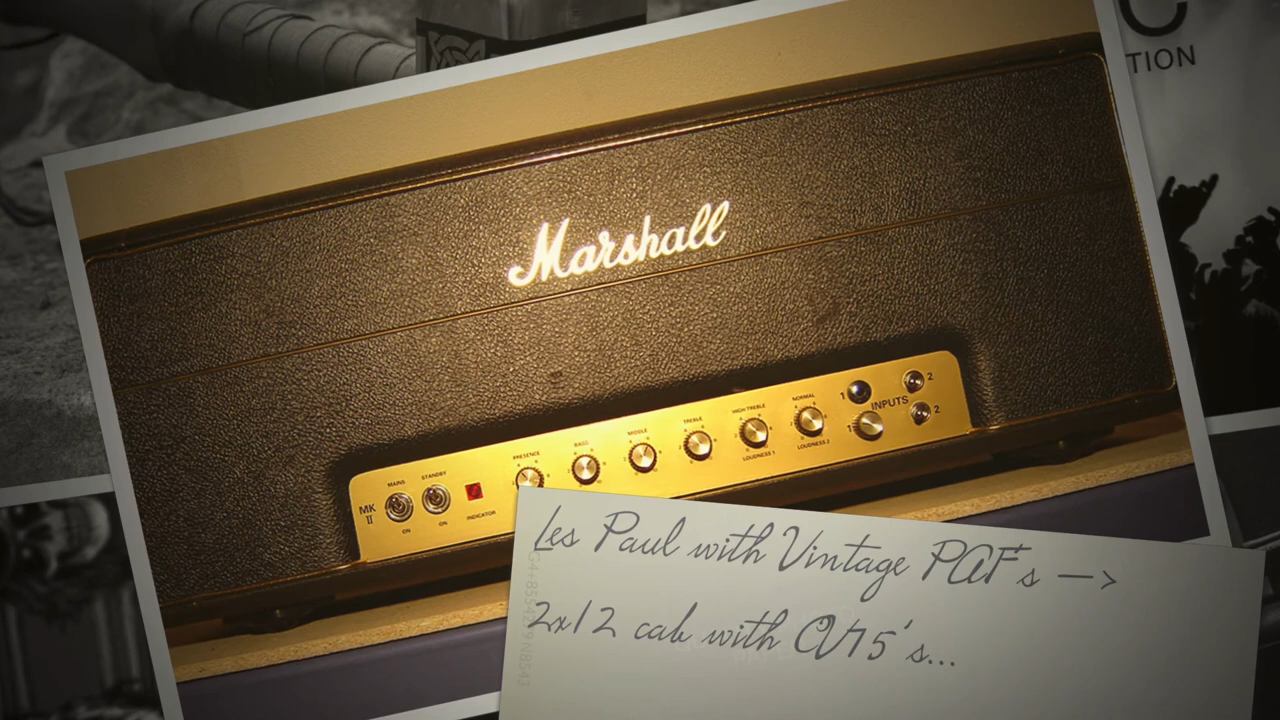 C
TION
Marshall
MK
II
MAINS
ON
STANDBY
ON
INDICATOR
PRESENCE
BASS
MIDDLE
TREBLE
HIGH TREBLE
LOUDNESS 1
NORMAL
LOUDNESS 2
1
INPUTS
2
1
2
Les Paul with Vintage PAF's —>
2x12 cab with CV75's...